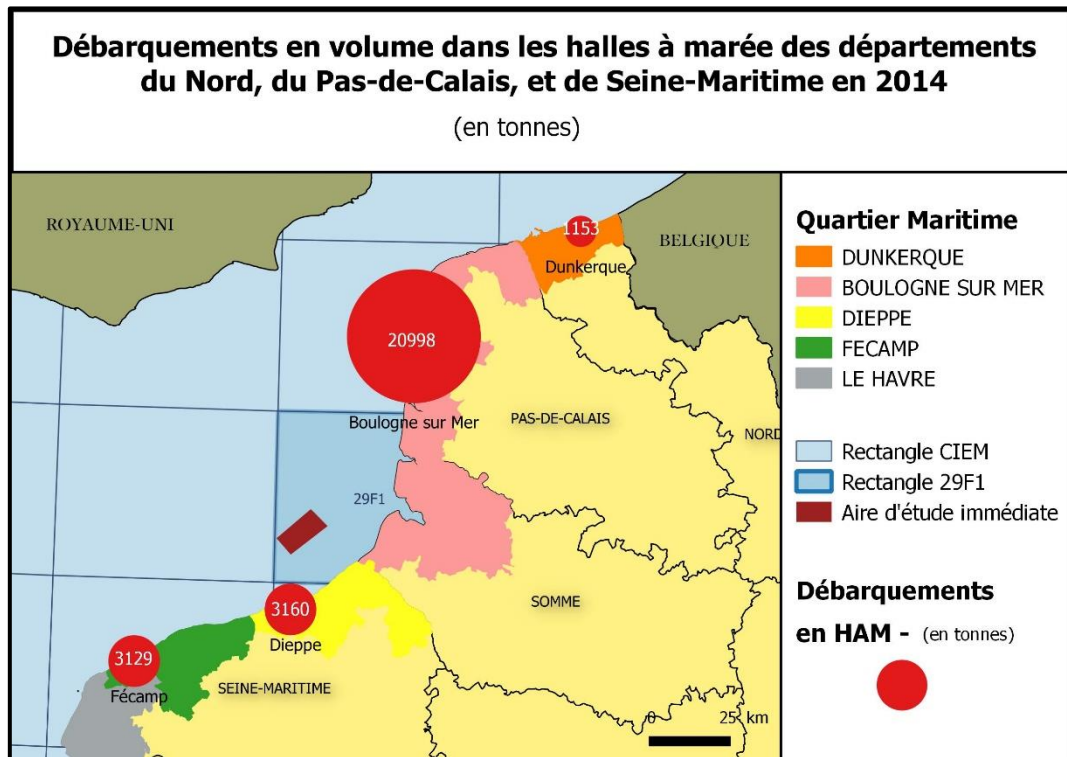 Débarquements en volume dans les halles à marée des départements
du Nord, du Pas-de-Calais, et de Seine-Maritime en 2014
(en tonnes)
ROYAUME-UNI
BELGIQUE
1153
Dunkerque
20998
Boulogne sur Mer
PAS-DE-CALAIS
NORD
29F1
SOMME
3160
Dieppe
3129
Fécamp
SEINE-MARITIME
0 25 km
Quartier Maritime
DUNKERQUE
BOULOGNE SUR MER
DIEPPE
FECAMP
LE HAVRE
Rectangle CIEM
Rectangle 29F1
Aire d'étude immédiate
Débarquements
en HAM - (en tonnes)